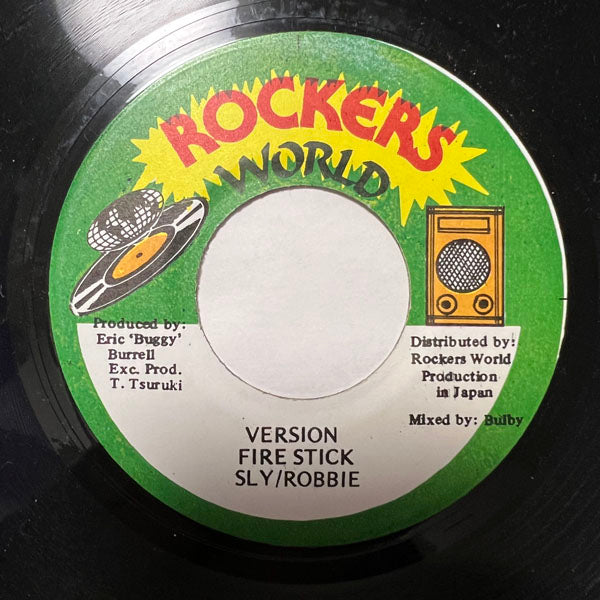 ROCKERS
WORLD
Produced by:
Eric 'Buggy'
Burrell
Exc. Prod.
T. Tsuruki
Distributed by:
Rockers World
Production
in Japan
Mixed by: Bulby
VERSION
FIRE STICK
SLY/ROBBIE